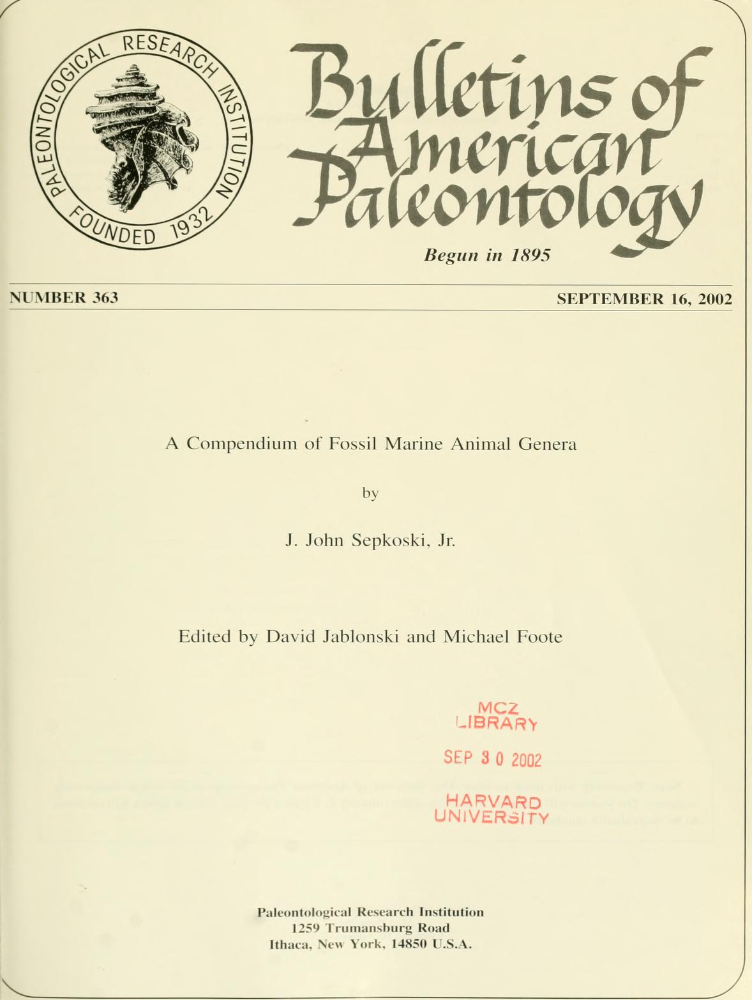 PALEONTOLOGICAL RESEARCH INSTITUTION
FOUNDED 1932
Bulletins of
American
Paleontology
Begun in 1895
NUMBER 363
SEPTEMBER 16, 2002
A Compendium of Fossil Marine Animal Genera
by
J. John Sepkoski, Jr.
Edited by David Jablonski and Michael Foote
MCZ
LIBRARY
SEP 30 2002
HARVARD
UNIVERSITY
Paleontological Research Institution
1259 Trumansburg Road
Ithaca, New York, 14850 U.S.A.